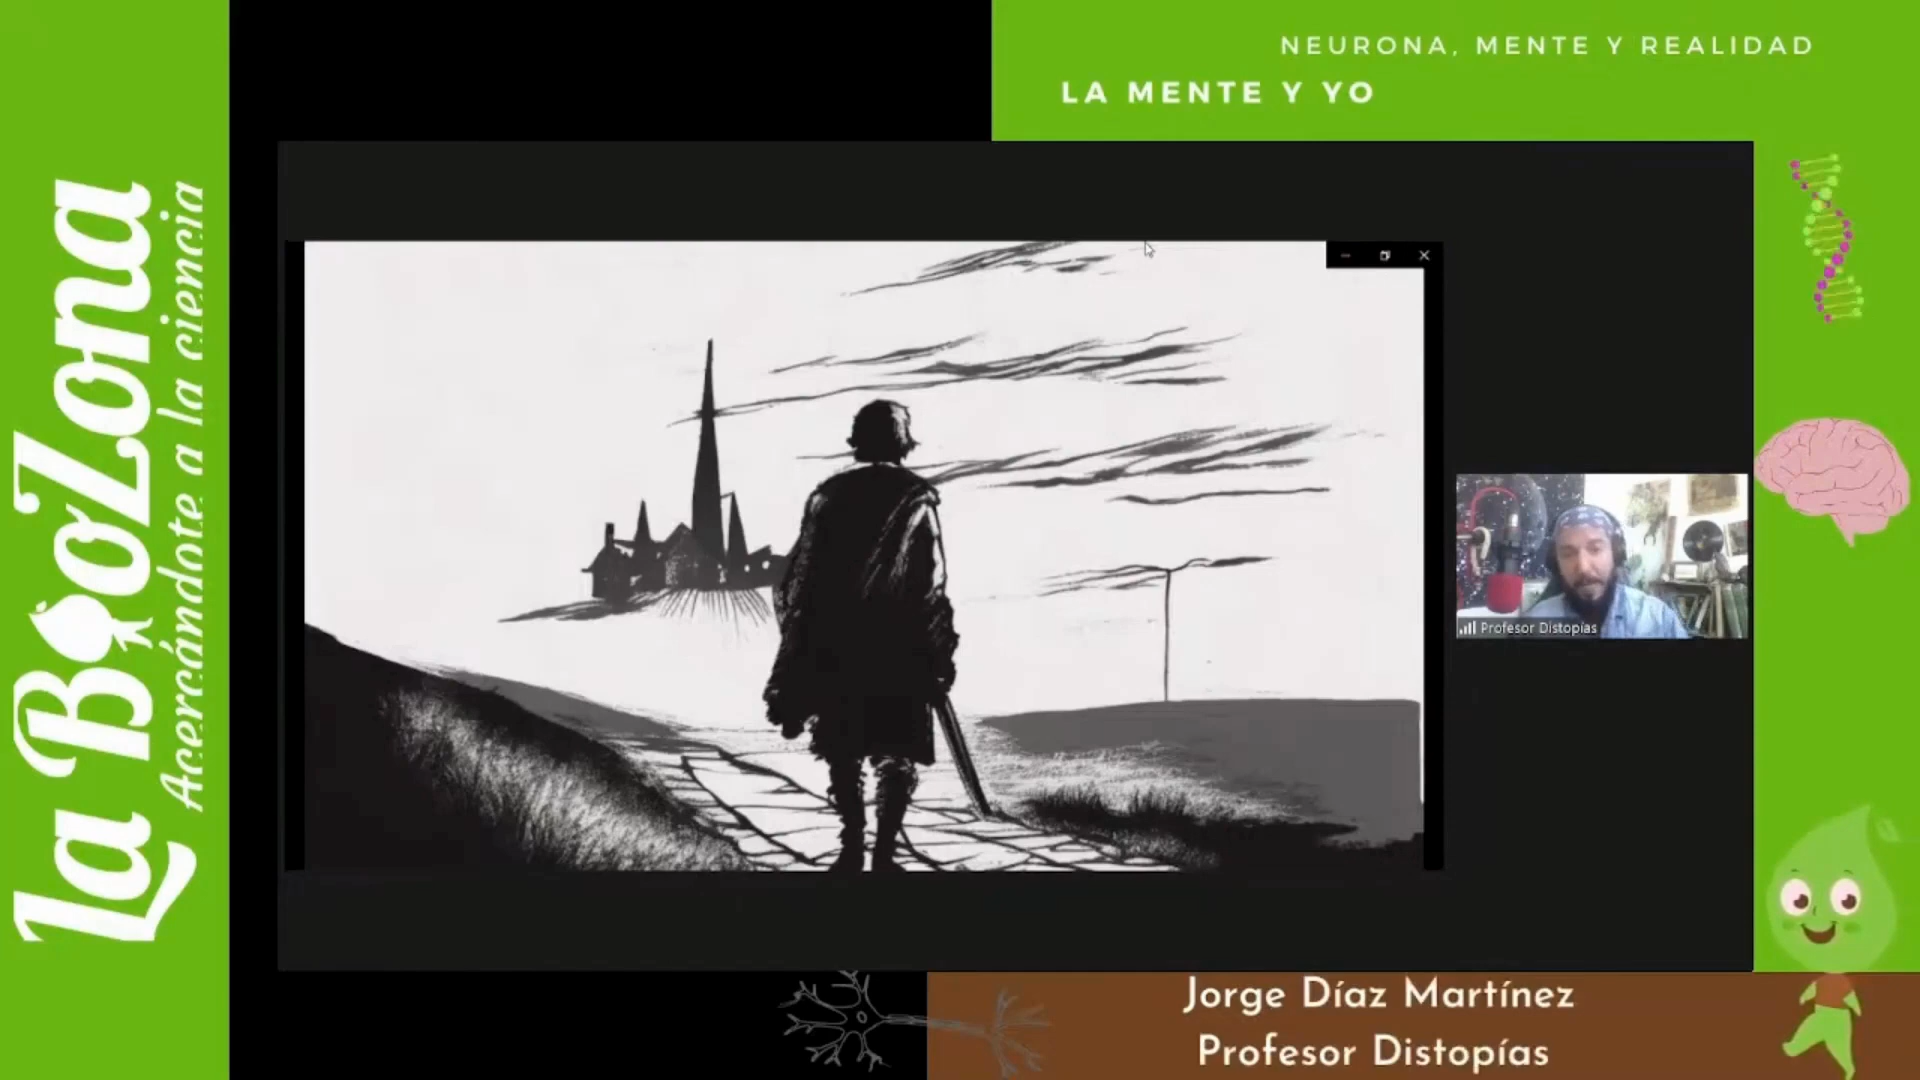 La BioZona
Acercándote a la ciencia
NEURONA, MENTE Y REALIDAD
LA MENTE Y YO
Profesor Distopías
Jorge Díaz Martínez
Profesor Distopías